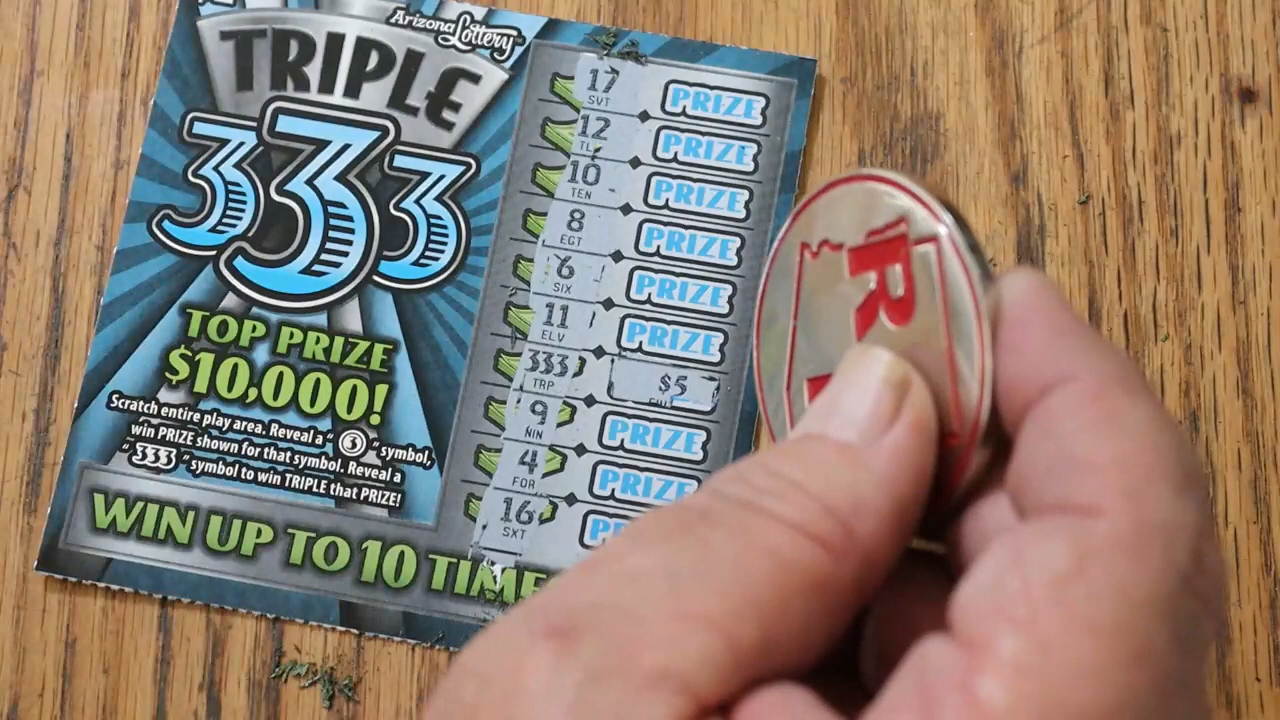 Arizona Lottery™
TRIPLE
333
TOP PRIZE
$10,000!
Scratch entire play area. Reveal a "3" symbol,
win PRIZE shown for that symbol. Reveal a
"333" symbol to win TRIPLE that PRIZE!
WIN UP TO 10 TIME
17
SVT
PRIZE
12
TL
PRIZE
10
TEN
PRIZE
8
EGT
PRIZE
6
SIX
PRIZE
11
ELV
PRIZE
333
TRP
$5
9
NIN
PRIZE
4
FOR
PRIZE
16
SXT
PR
R